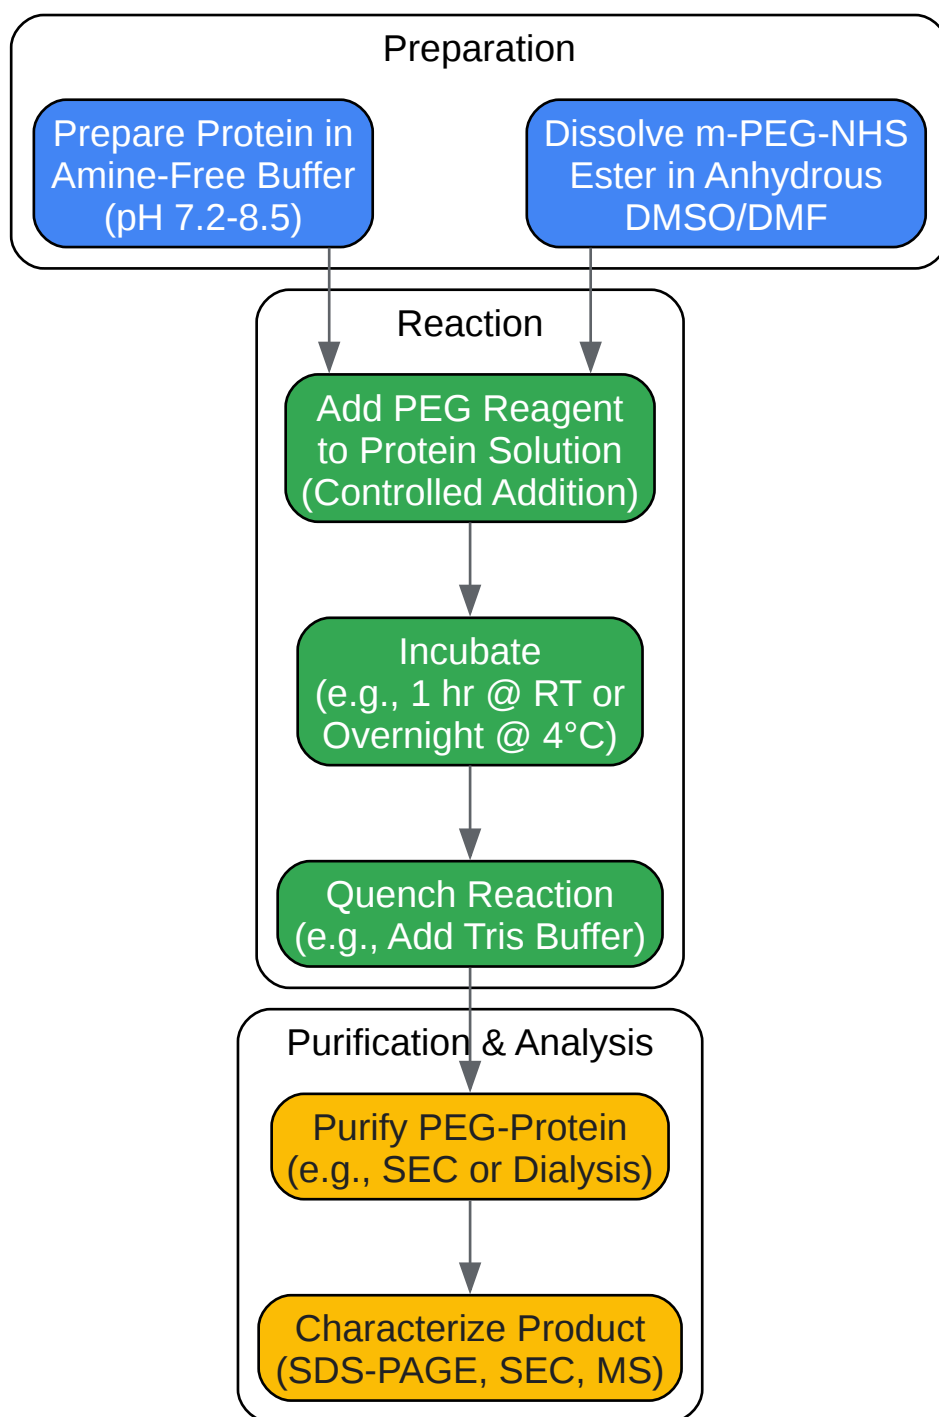 Preparation
Prepare Protein in
Amine-Free Buffer
(pH 7.2-8.5)
Dissolve m-PEG-NHS
Ester in Anhydrous
DMSO/DMF
Reaction
Add PEG Reagent
to Protein Solution
(Controlled Addition)
Incubate
(e.g., 1 hr @ RT or
Overnight @ 4°C)
Quench Reaction
(e.g., Add Tris Buffer)
Purification & Analysis
Purify PEG-Protein
(e.g., SEC or Dialysis)
Characterize Product
(SDS-PAGE, SEC, MS)